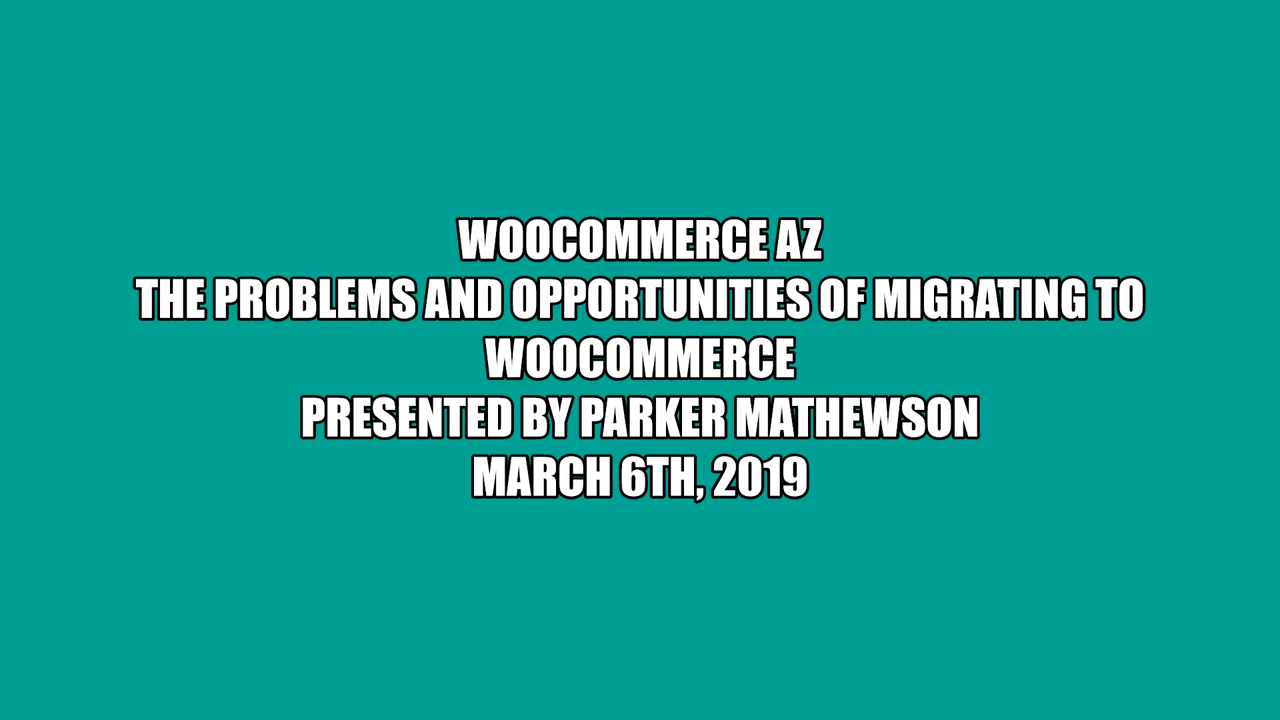 WOOCOMMERCE AZ
THE PROBLEMS AND OPPORTUNITIES OF MIGRATING TO
WOOCOMMERCE
PRESENTED BY PARKER MATHEWSON
MARCH 6TH, 2019